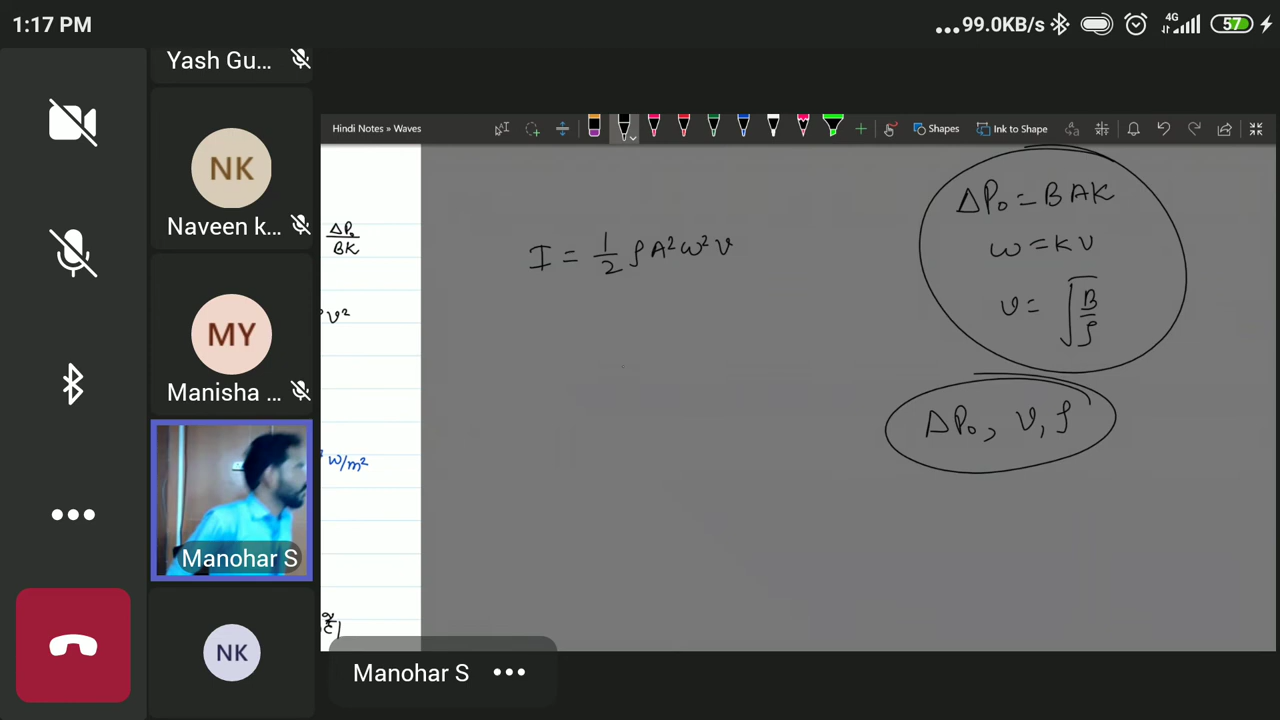 1:17 PM
...99.0KB/s 4G 57
Yash Gu...
NK
Naveen k...
MY
Manisha ...
Manohar S
NK
Hindi Notes » Waves
Shapes
Ink to Shape
ΔP₀/BK
v²
W/m²
I = 1/2 ρA²ω²v
ΔP₀ = BAK
ω = KV
v = √(B/ρ)
ΔP₀, v, ρ
Manohar S